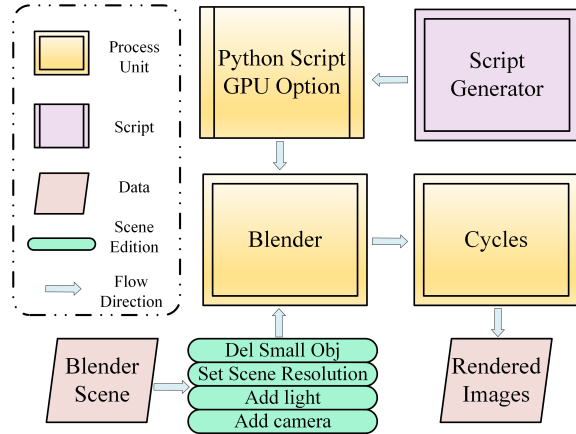 Process
Unit
Script
Data
Scene
Edition
Flow
Direction
Python Script
GPU Option
Script
Generator
Blender
Cycles
Blender
Scene
Del Small Obj
Set Scene Resolution
Add light
Add camera
Rendered
Images